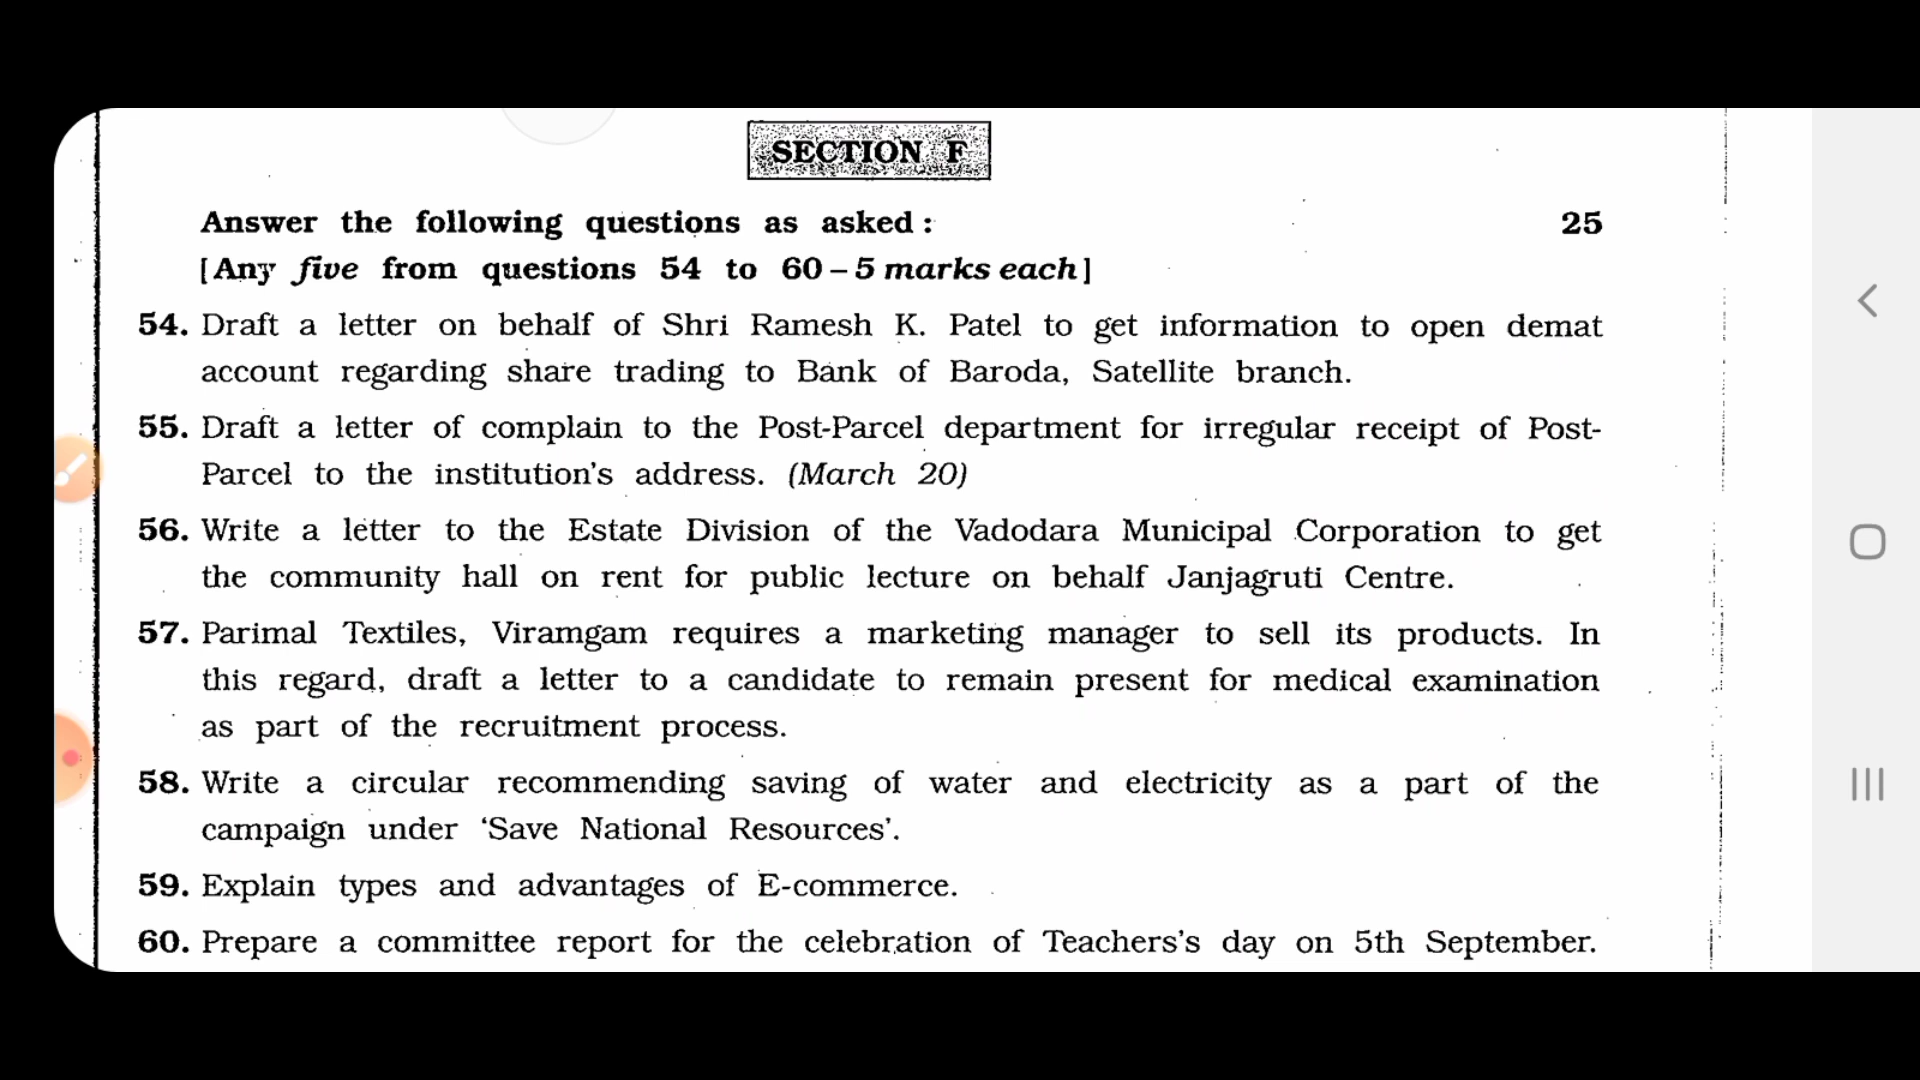 SECTION F
Answer the following questions as asked : 25
[Any five from questions 54 to 60 – 5 marks each]
54. Draft a letter on behalf of Shri Ramesh K. Patel to get information to open demat
account regarding share trading to Bank of Baroda, Satellite branch.
55. Draft a letter of complain to the Post-Parcel department for irregular receipt of Post-
Parcel to the institution's address. (March 20)
56. Write a letter to the Estate Division of the Vadodara Municipal Corporation to get
the community hall on rent for public lecture on behalf Janjagruti Centre.
57. Parimal Textiles, Viramgam requires a marketing manager to sell its products. In
this regard, draft a letter to a candidate to remain present for medical examination
as part of the recruitment process.
58. Write a circular recommending saving of water and electricity as a part of the
campaign under 'Save National Resources'.
59. Explain types and advantages of E-commerce.
60. Prepare a committee report for the celebration of Teachers's day on 5th September.